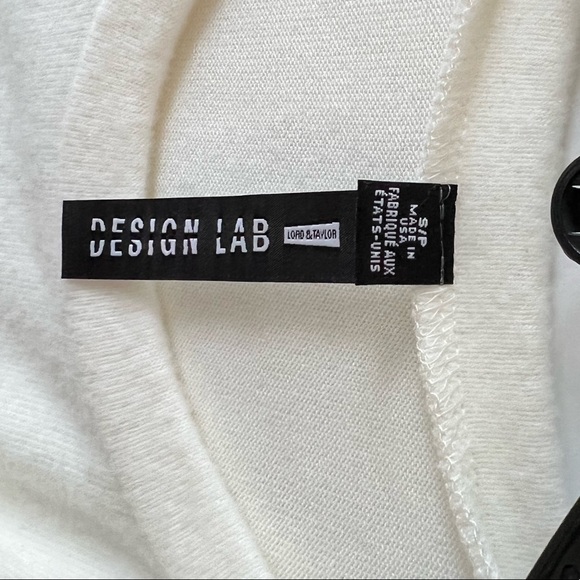 DESIGN LAB
LORD & TAYLOR
S/P
MADE IN
USA
FABRIQUÉ AUX
ÉTATS-UNIS